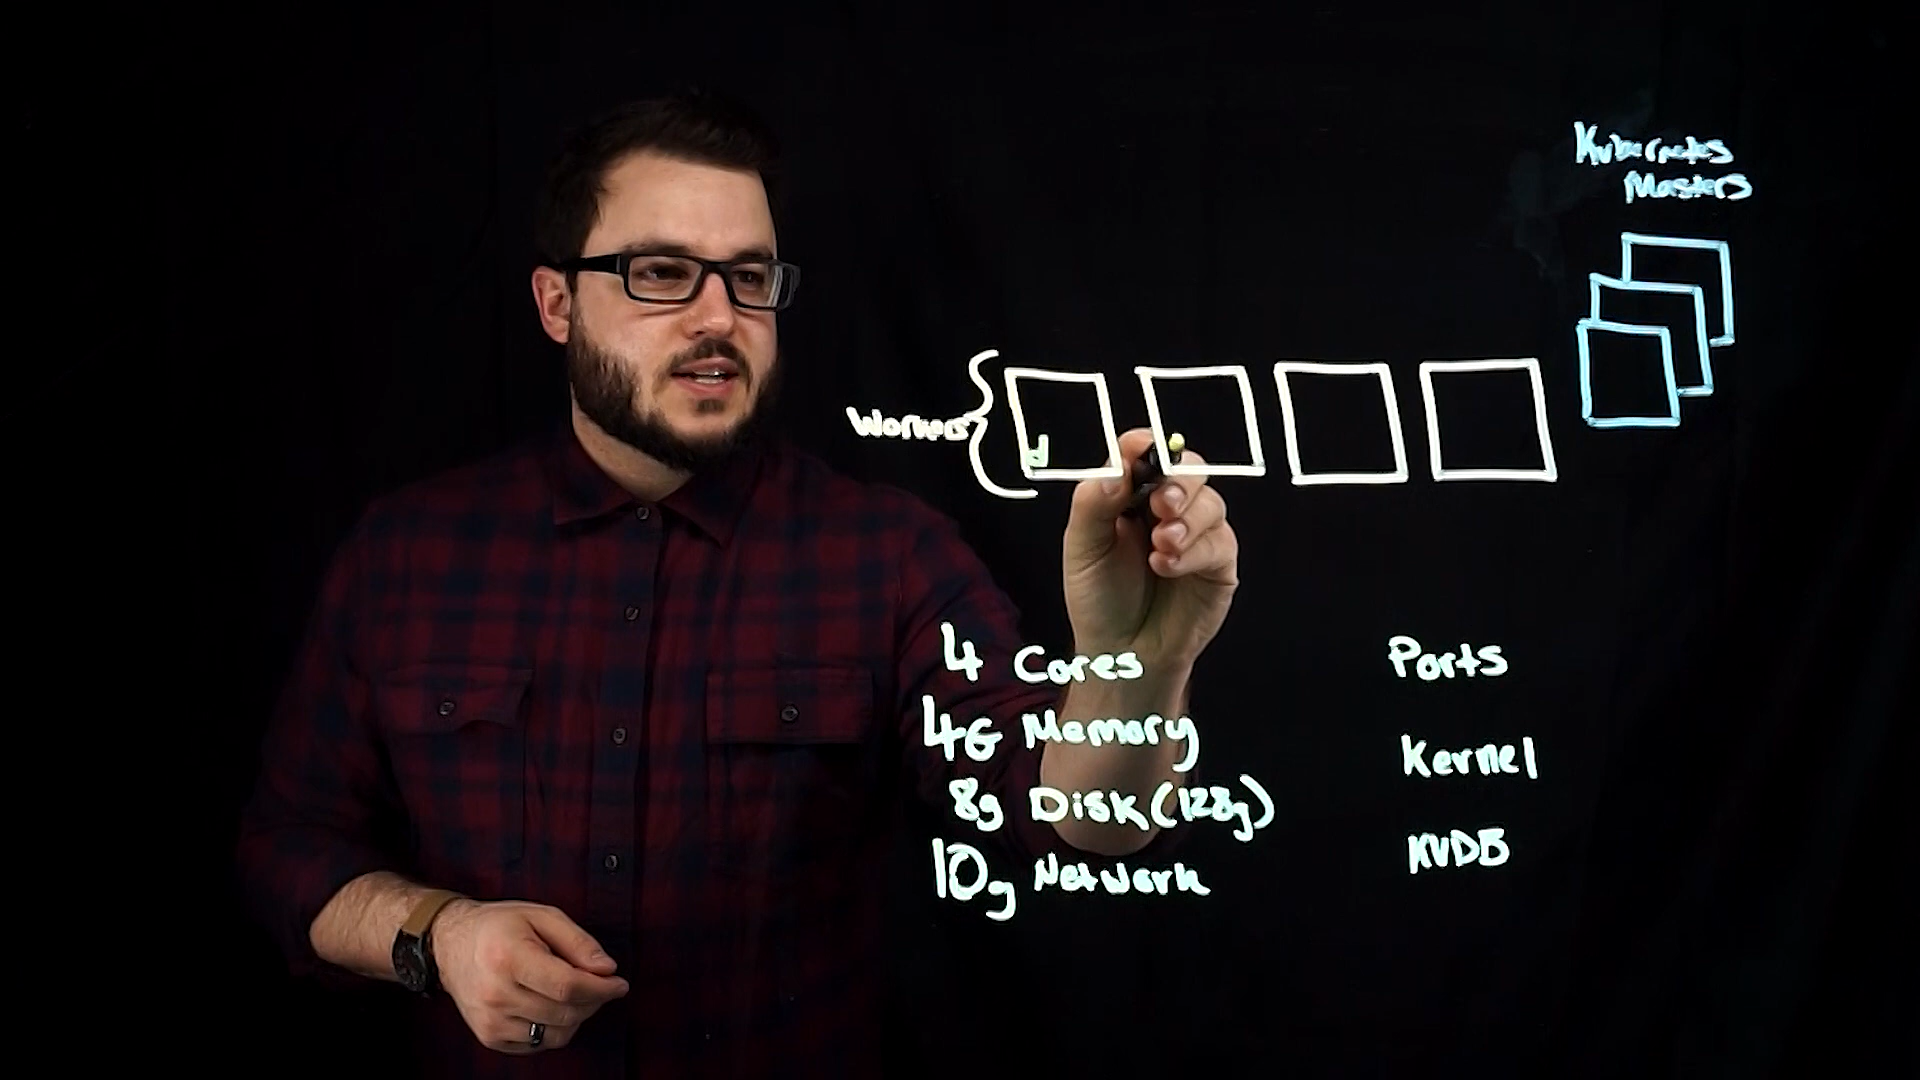 Kubernetes
Masters
Workers
d
4 Cores
4G Memory
8g Disk (128g)
10g Network
Ports
Kernel
KVDB